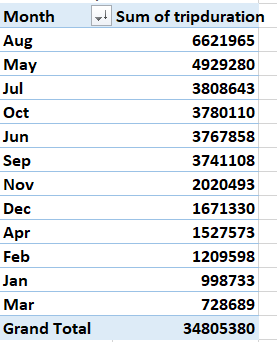 Month Sum of tripduration
Aug 6621965
May 4929280
Jul 3808643
Oct 3780110
Jun 3767858
Sep 3741108
Nov 2020493
Dec 1671330
Apr 1527573
Feb 1209598
Jan 998733
Mar 728689
Grand Total 34805380